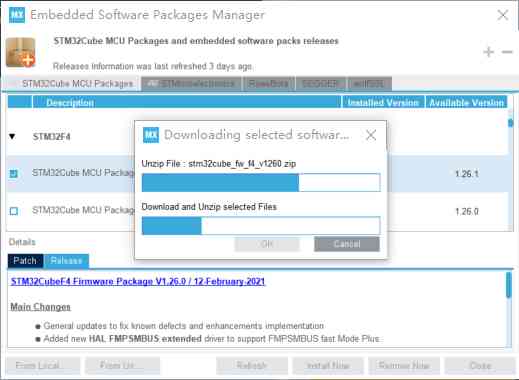 MX Embedded Software Packages Manager
STM32Cube MCU Packages and embedded software packs releases
Releases Information was last refreshed 3 days ago.
STM32Cube MCU Packages STMicroelectronics RoweBots SEGGER wolfSSL
Description Installed Version Available Version
STM32F4
STM32Cube MCU Packag 1.26.1
STM32Cube MCU Packag 1.26.0
MX Downloading selected softwar...
Unzip File : stm32cube_fw_f4_v1260.zip
Download and Unzip selected Files
OK Cancel
Details
Patch Release
STM32CubeF4 Firmware Package V1.26.0 / 12-February-2021
Main Changes
General updates to fix known defects and enhancements implementation
Added new HAL FMPSMBUS extended driver to support FMPSMBUS fast Mode Plus.
From Local... From Url... Refresh Install Now Remove Now Close